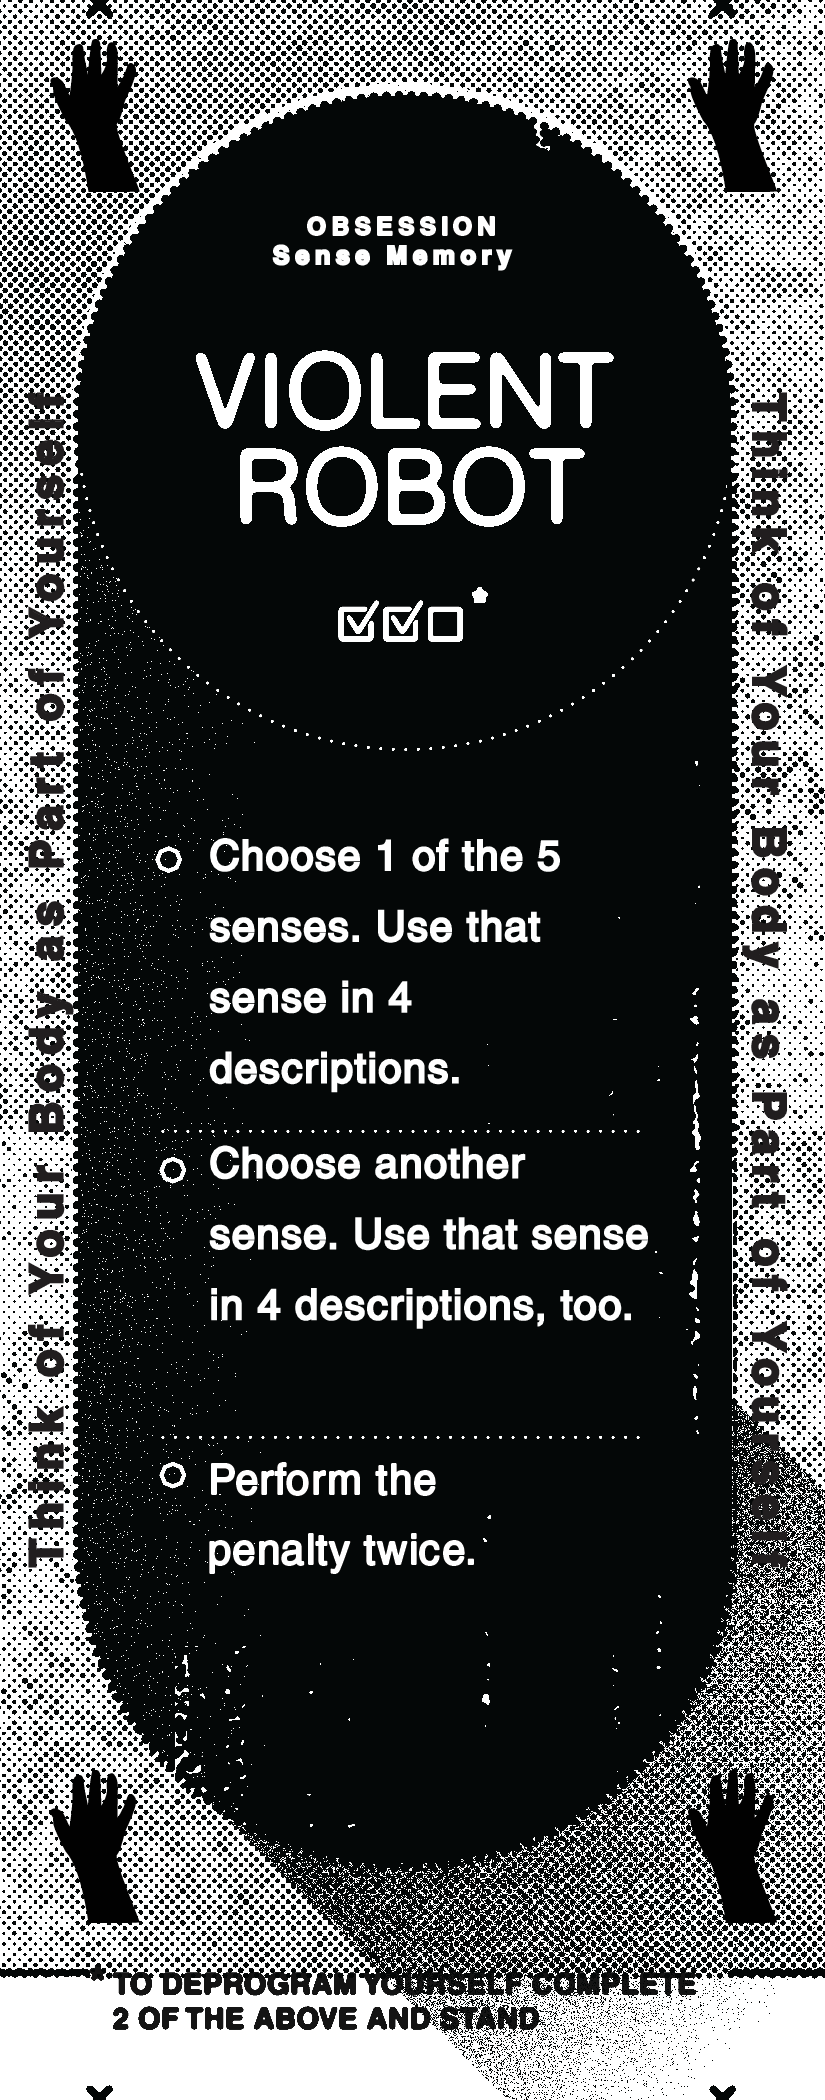 OBSESSION
Sense Memory
VIOLENT
ROBOT
*
Think of Your Body as Part of Yourself
Think of Your Body as Part of Yourself
Choose 1 of the 5
senses. Use that
sense in 4
descriptions.
Choose another
sense. Use that sense
in 4 descriptions, too.
Perform the
penalty twice.
*TO DEPROGRAM YOURSELF COMPLETE
2 OF THE ABOVE AND STAND